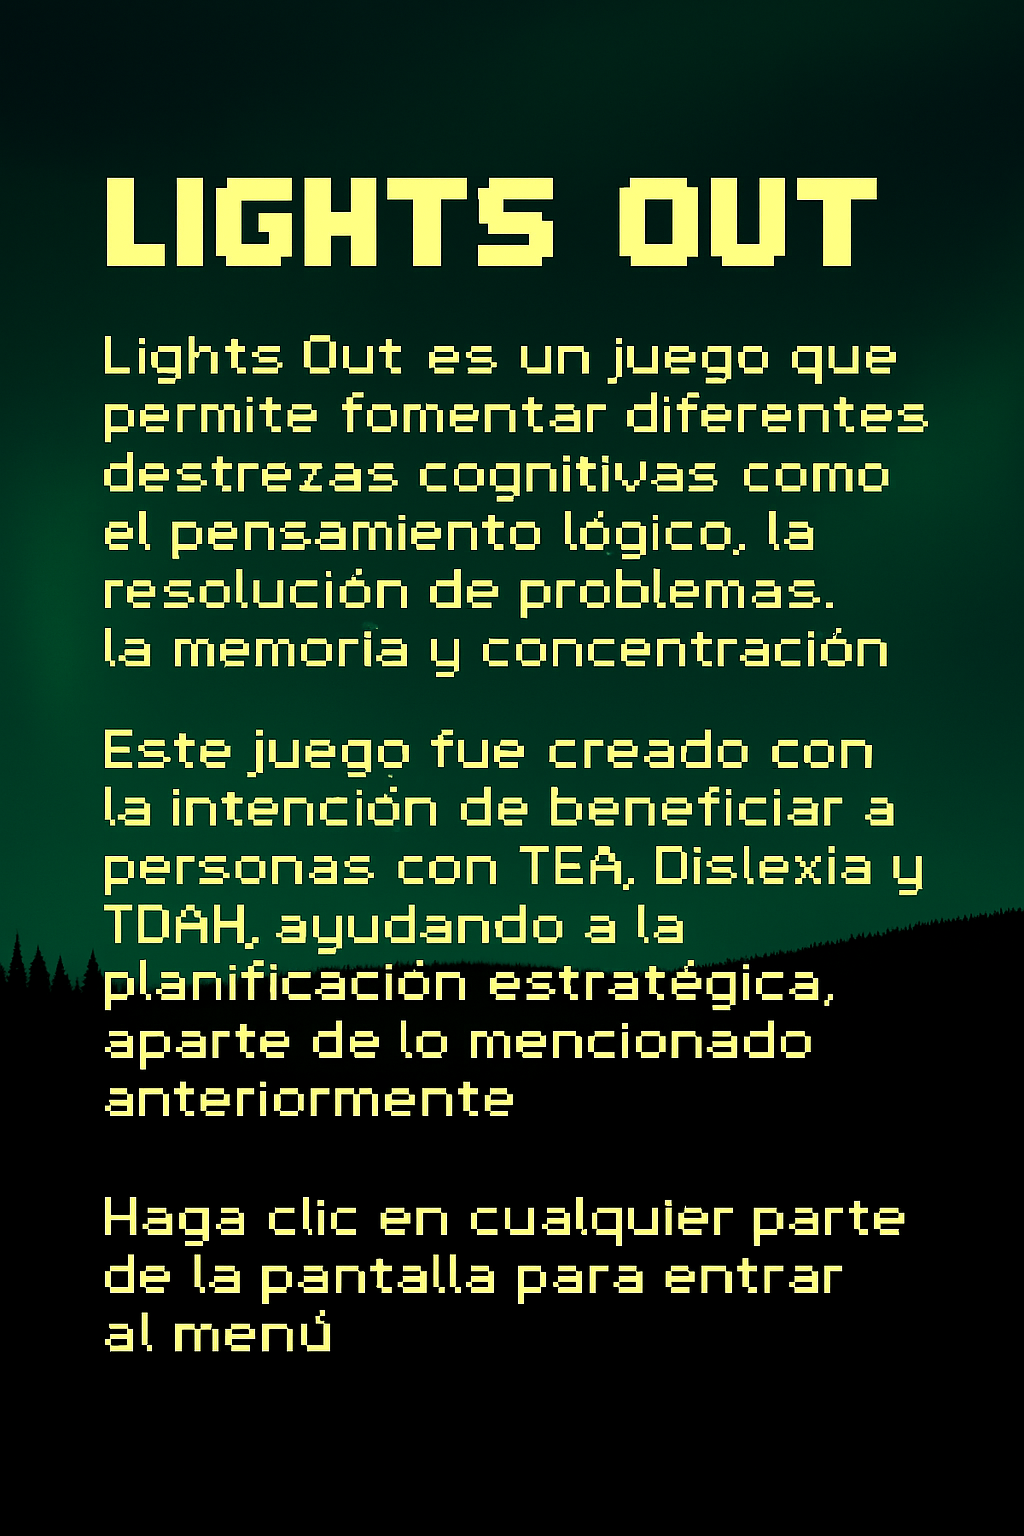 LIGHTS OUT
Lights Out es un juego que
permite fomentar diferentes
destrezas cognitivas como
el pensamiento lógico, la
resolución de problemas.
la memoria y concentración
Este juego fue creado con
la intención de beneficiar a
personas con TEA, Dislexia y
TDAH, ayudando a la
planificación estratégica,
aparte de lo mencionado
anteriormente
Haga clic en cualquier parte
de la pantalla para entrar
al menú